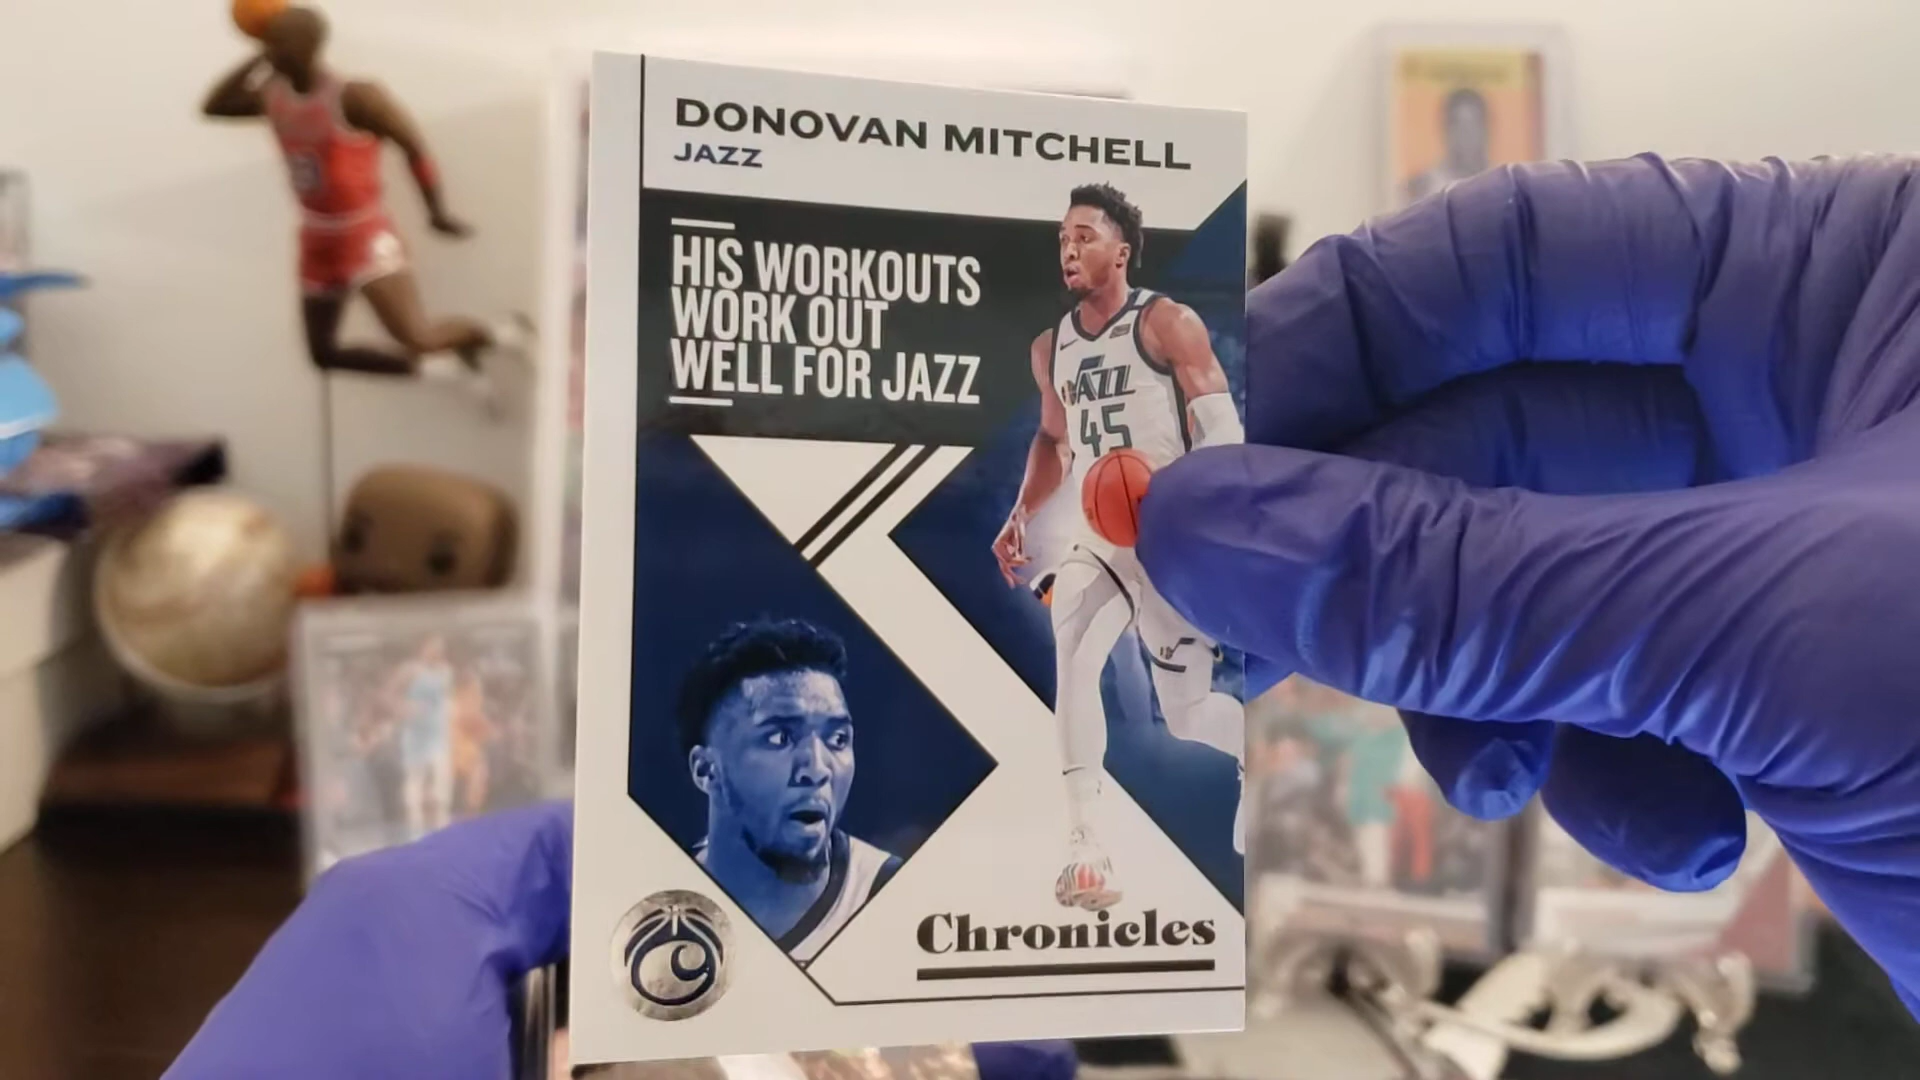 DONOVAN MITCHELL
JAZZ
HIS WORKOUTS
WORK OUT
WELL FOR JAZZ
JAZZ
45
Chronicles